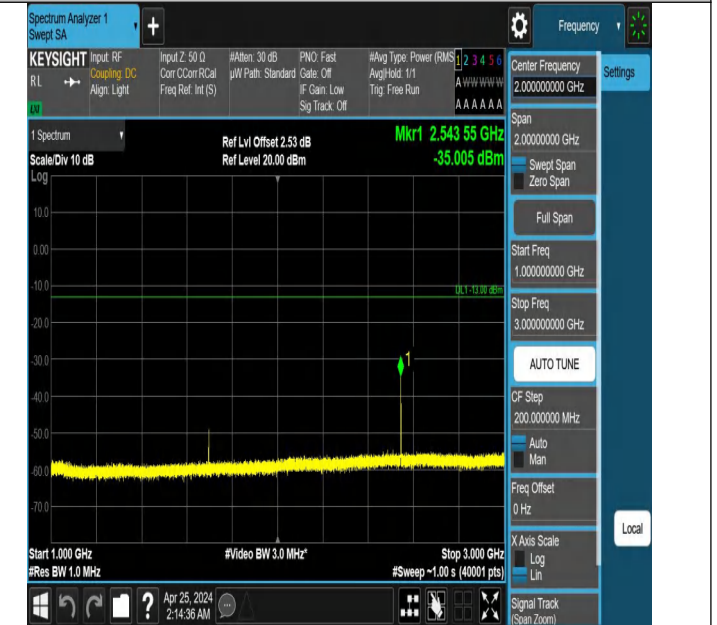 Spectrum Analyzer 1
Swept SA
+
Frequency
KEYSIGHT
RL
LXI
Input: RF
Coupling: DC
Align: Light
Input Z: 50 Ω
Corr CCorr RCal
Freq Ref: Int (S)
#Atten: 30 dB
µW Path: Standard
PNO: Fast
Gate: Off
IF Gain: Low
Sig Track: Off
#Avg Type: Power (RMS
Avg|Hold: 1/1
Trig: Free Run
1 2 3 4 5 6
A W W W W W
A A A A A A
Center Frequency
2.000000000 GHz
Settings
Span
2.00000000 GHz
Swept Span
Zero Span
Full Span
Start Freq
1.000000000 GHz
Stop Freq
3.000000000 GHz
AUTO TUNE
CF Step
200.000000 MHz
Auto
Man
Freq Offset
0 Hz
X Axis Scale
Log
Lin
Signal Track
(Span Zoom)
Local
1 Spectrum
Scale/Div 10 dB
Log
Ref Lvl Offset 2.53 dB
Ref Level 20.00 dBm
Mkr1 2.543 55 GHz
-35.005 dBm
10.0
0.00
-10.0
DL1 -13.00 dBm
-20.0
-30.0
1
-40.0
-50.0
-60.0
-70.0
Start 1.000 GHz
#Res BW 1.0 MHz
#Video BW 3.0 MHz*
Stop 3.000 GHz
#Sweep ~1.00 s (40001 pts)
?
Apr 25, 2024
2:14:36 AM